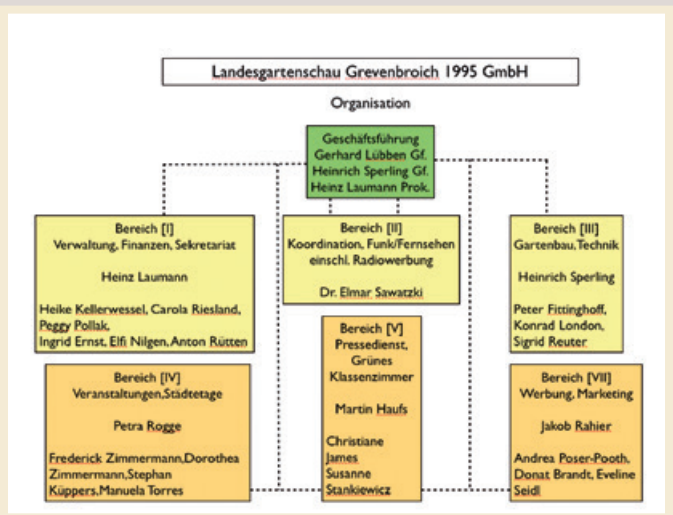 Landesgartenschau Grevenbroich 1995 GmbH
Organisation
Geschäftsführung
Gerhard Lübben Gf.
Heinrich Sperling Gf.
Heinz Laumann Prok.
Bereich [I]
Verwaltung, Finanzen, Sekretariat
Heinz Laumann
Heike Kellerwessel, Carola Riesland,
Peggy Pollak,
Ingrid Ernst, Elfi Nilgen, Anton Rütten
Bereich [II]
Koordination, Funk/Fernsehen
einschl. Radiowerbung
Dr. Elmar Sawatzki
Bereich [III]
Gartenbau, Technik
Heinrich Sperling
Peter Fittinghoff,
Konrad London,
Sigrid Reuter
Bereich [IV]
Veranstaltungen,Städtetage
Petra Rogge
Frederick Zimmermann,Dorothea
Zimmermann,Stephan
Küppers,Manuela Torres
Bereich [V]
Pressedienst,
Grünes
Klassenzimmer
Martin Haufs
Christiane
James
Susanne
Stankiewicz
Bereich [VII]
Werbung, Marketing
Jakob Rahier
Andrea Poser-Pooth,
Donat Brandt, Eveline
Seidl